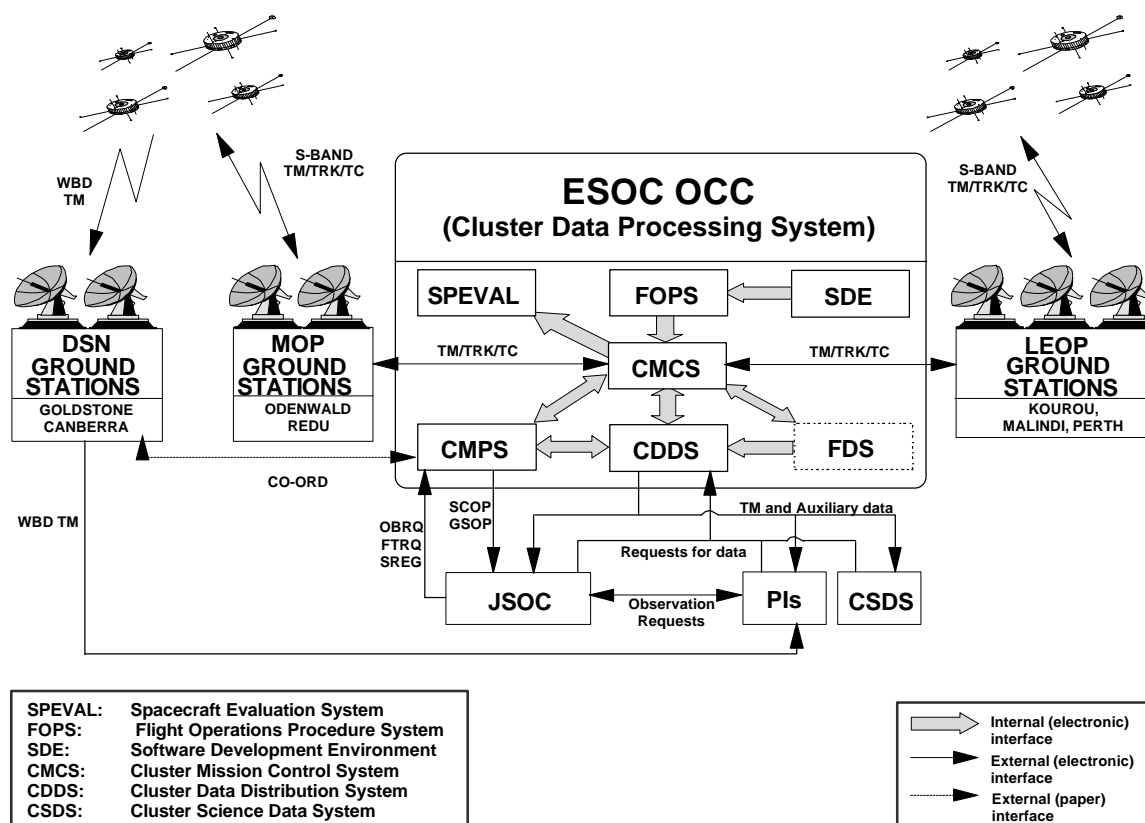 S-BAND
TM/TRK/TC
WBD
TM
S-BAND
TM/TRK/TC
ESOC OCC
(Cluster Data Processing System)
SPEVAL
FOPS
SDE
DSN
GROUND
STATIONS
GOLDSTONE
CANBERRA
MOP
GROUND
STATIONS
ODENWALD
REDU
TM/TRK/TC
CMCS
TM/TRK/TC
LEOP
GROUND
STATIONS
KOUROU,
MALINDI, PERTH
CMPS
CDDS
FDS
CO-ORD
WBD TM
OBRQ
FTRQ
SREG
SCOP
GSOP
TM and Auxiliary data
Requests for data
JSOC
Observation
Requests
PIs
CSDS
SPEVAL: Spacecraft Evaluation System
FOPS: Flight Operations Procedure System
SDE: Software Development Environment
CMCS: Cluster Mission Control System
CDDS: Cluster Data Distribution System
CSDS: Cluster Science Data System
Internal (electronic)
interface
External (electronic)
interface
External (paper)
interface